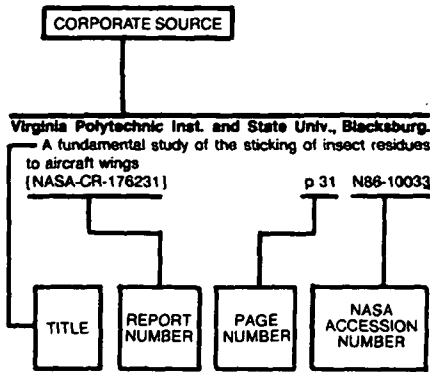 CORPORATE SOURCE
Virginia Polytechnic Inst. and State Univ., Blacksburg.
A fundamental study of the sticking of insect residues
to aircraft wings
[NASA-CR-176231] p 31 N86-10033
TITLE
REPORT
NUMBER
PAGE
NUMBER
NASA
ACCESSION
NUMBER